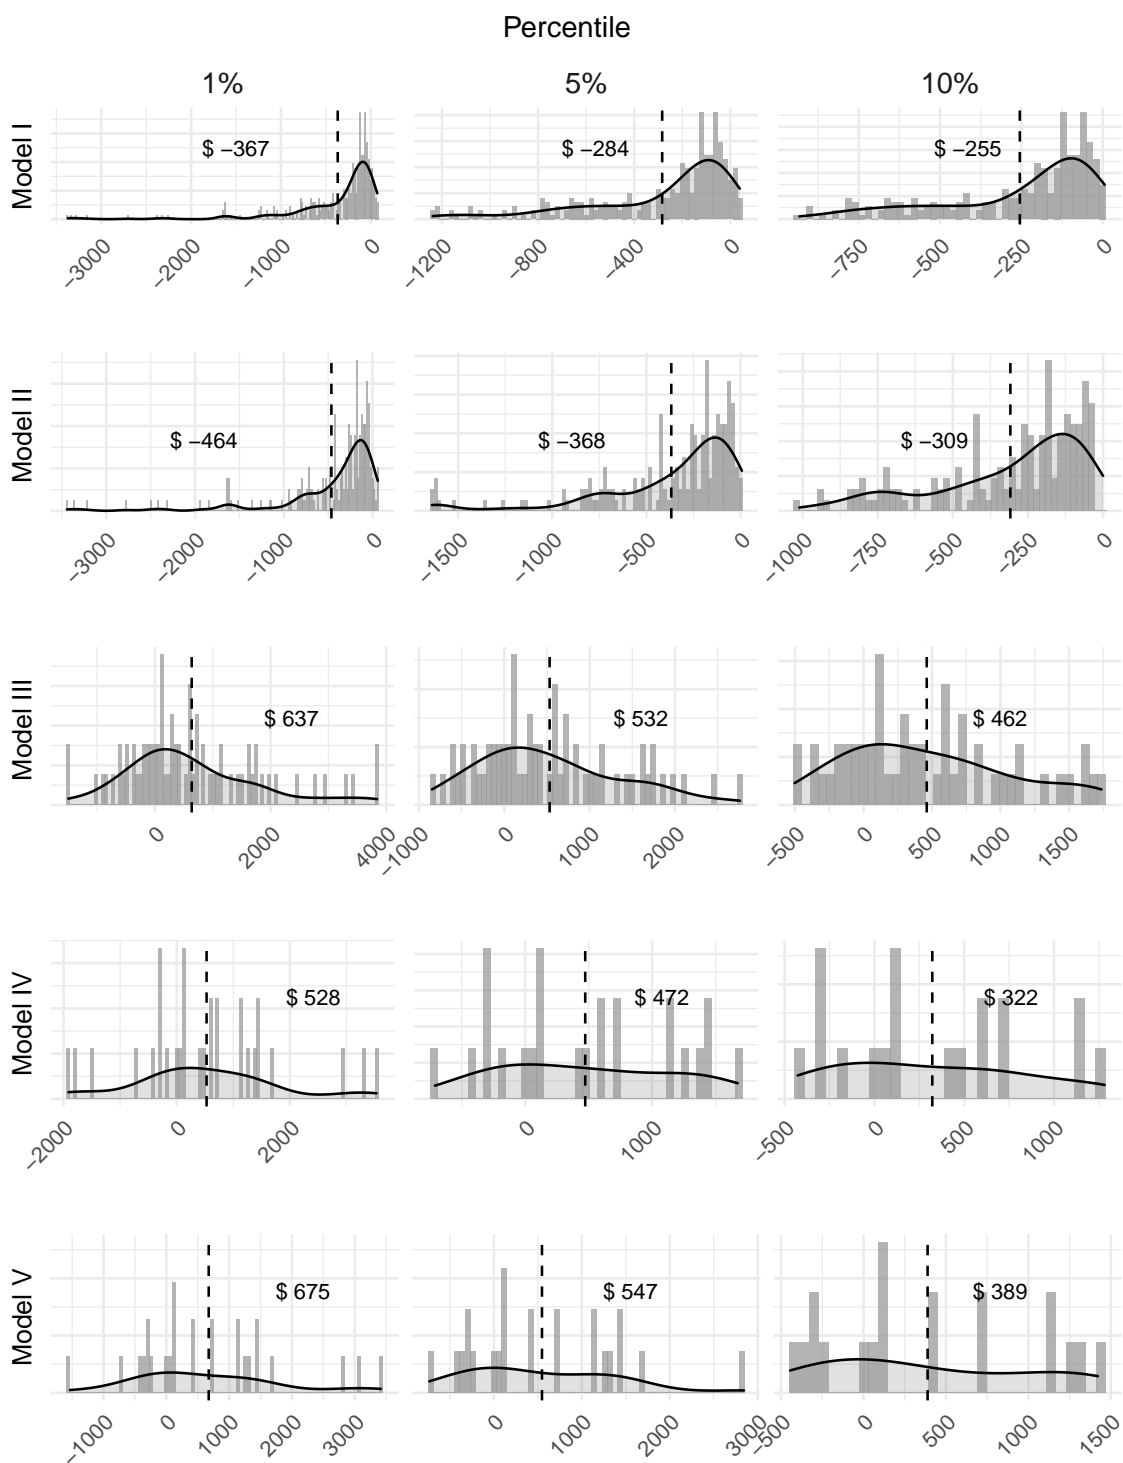 Percentile
1% 5% 10%
Model I
$ −367 $ −284 $ −255
−3000 −2000 −1000 0 −1200 −800 −400 0 −750 −500 −250 0
Model II
$ −464 $ −368 $ −309
−3000 −2000 −1000 0 −1500 −1000 −500 0 −1000 −750 −500 −250 0
Model III
$ 637 $ 532 $ 462
0 2000 4000 −1000 0 1000 2000 −500 0 500 1000 1500
Model IV
$ 528 $ 472 $ 322
−2000 0 2000 0 1000 −500 0 500 1000
Model V
$ 675 $ 547 $ 389
−1000 0 1000 2000 3000 0 1000 2000 3000 −500 0 500 1000 1500